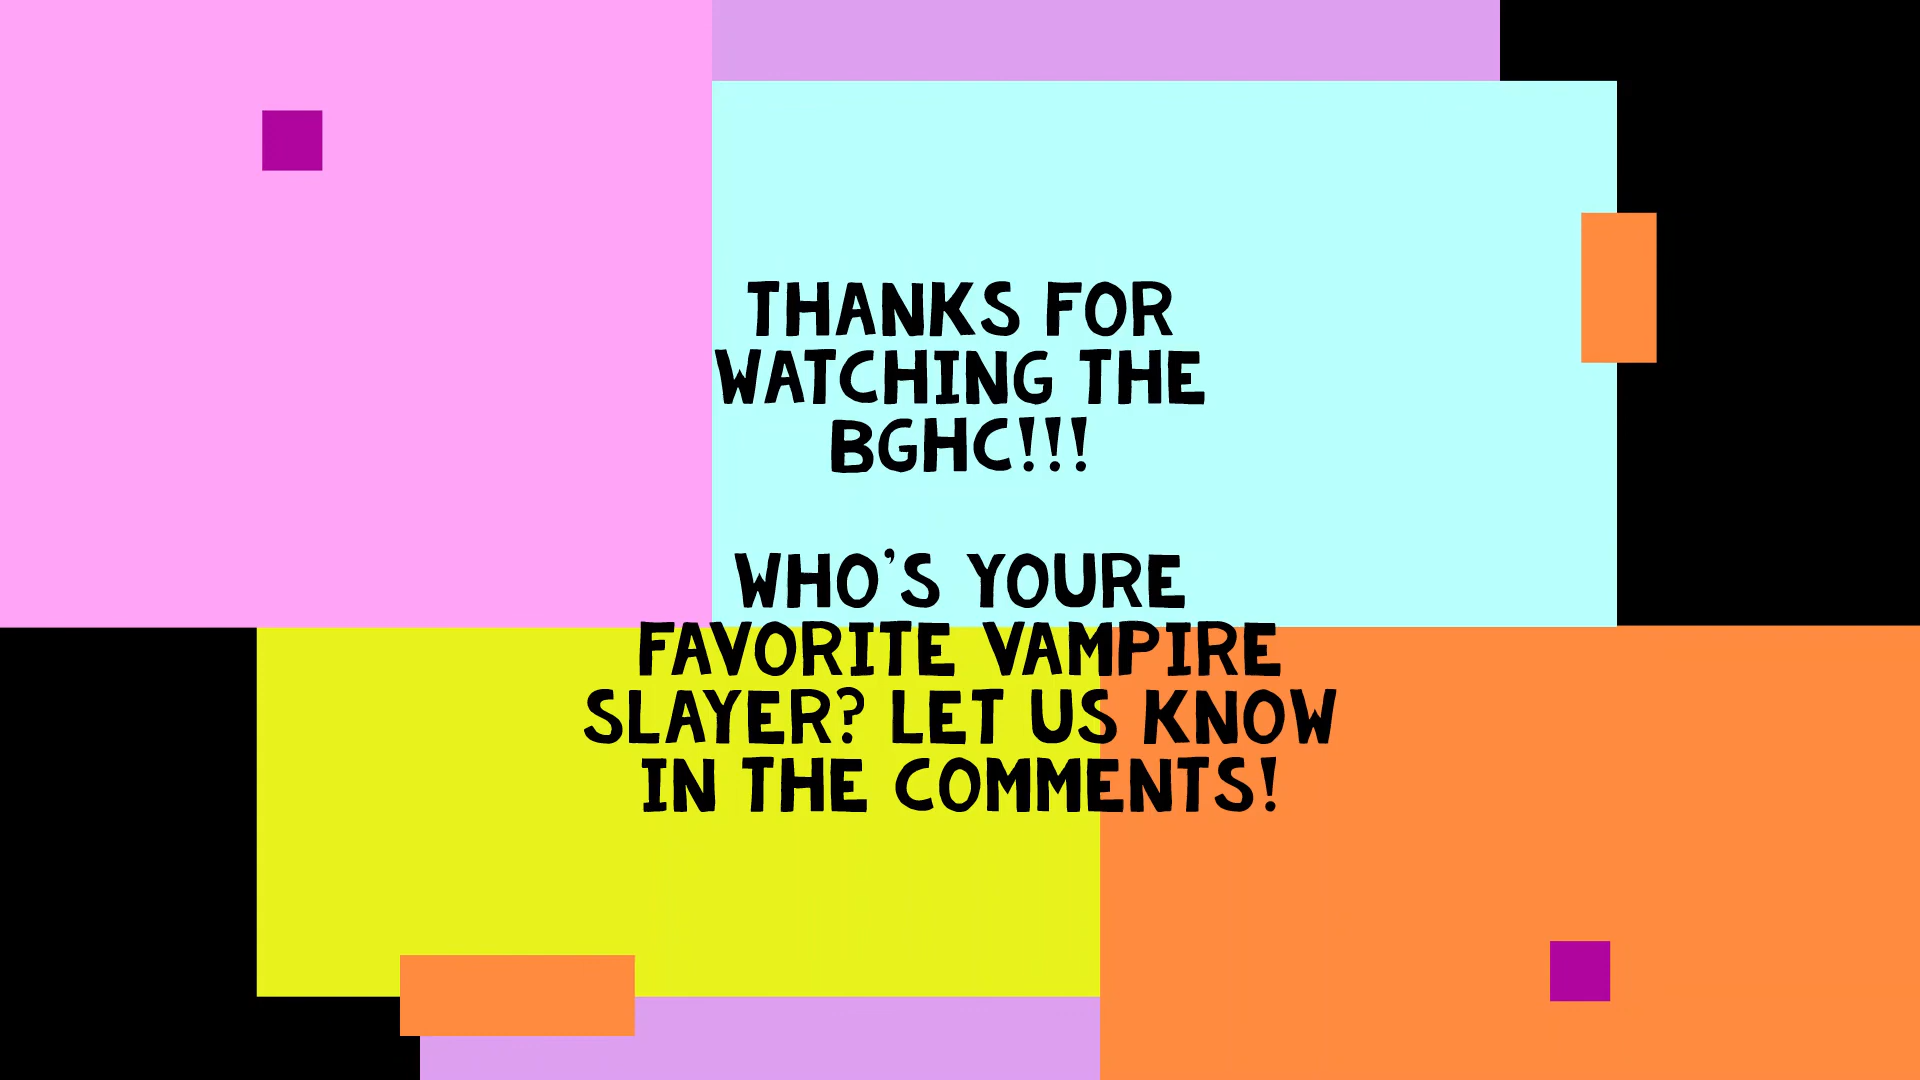 THANKS FOR
WATCHING THE
BGHC!!!
WHO'S YOURE
FAVORITE VAMPIRE
SLAYER? LET US KNOW
IN THE COMMENTS!